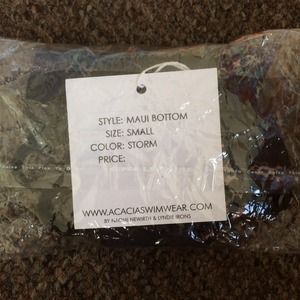 STYLE: MAUI BOTTOM
SIZE: SMALL
COLOR: STORM
PRICE:
WWW.ACACIASWIMWEAR.COM
BY NAOMI NEWIRTH & LYNDIE IRONS